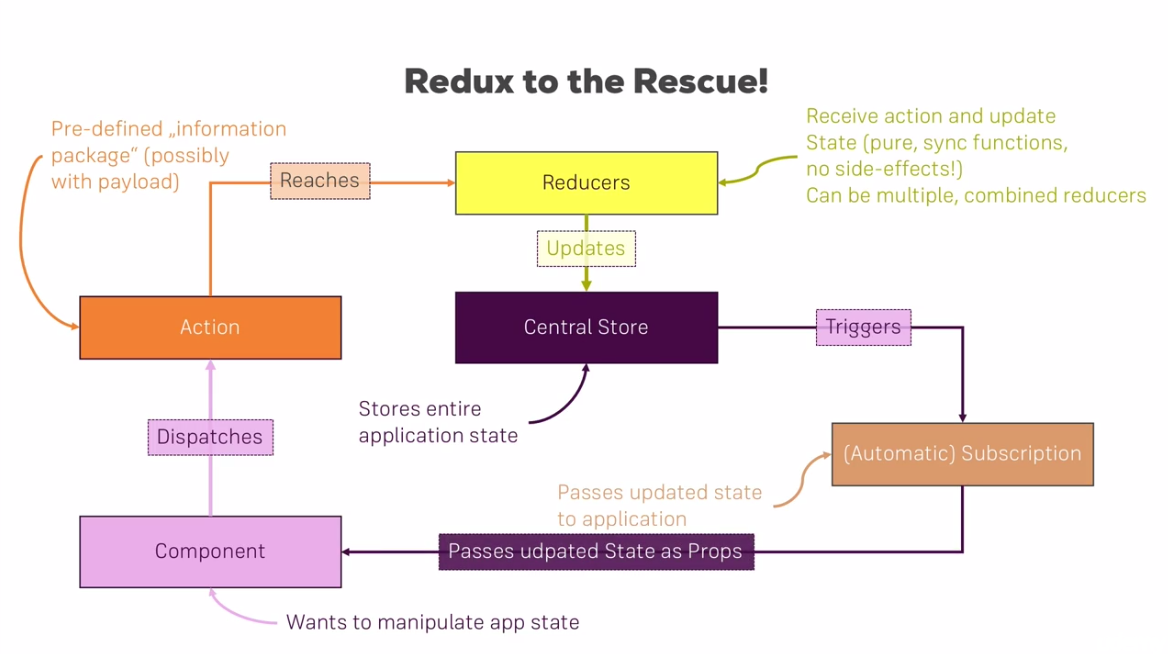 Redux to the Rescue!
Pre-defined „information
package“ (possibly
with payload)
Reaches
Reducers
Receive action and update
State (pure, sync functions,
no side-effects!)
Can be multiple, combined reducers
Updates
Action
Central Store
Triggers
Stores entire
application state
Dispatches
(Automatic) Subscription
Passes updated state
to application
Component
Passes udpated State as Props
Wants to manipulate app state